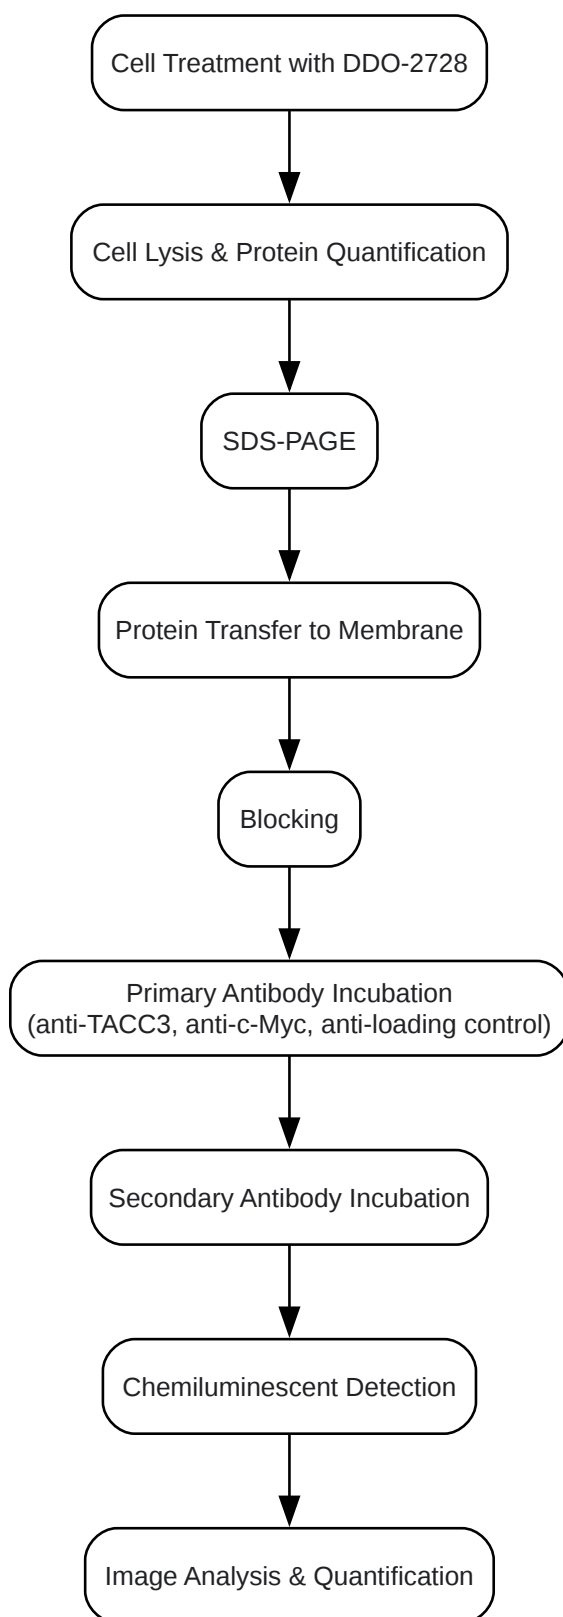 Cell Treatment with DDO-2728
Cell Lysis & Protein Quantification
SDS-PAGE
Protein Transfer to Membrane
Blocking
Primary Antibody Incubation
(anti-TACC3, anti-c-Myc, anti-loading control)
Secondary Antibody Incubation
Chemiluminescent Detection
Image Analysis & Quantification